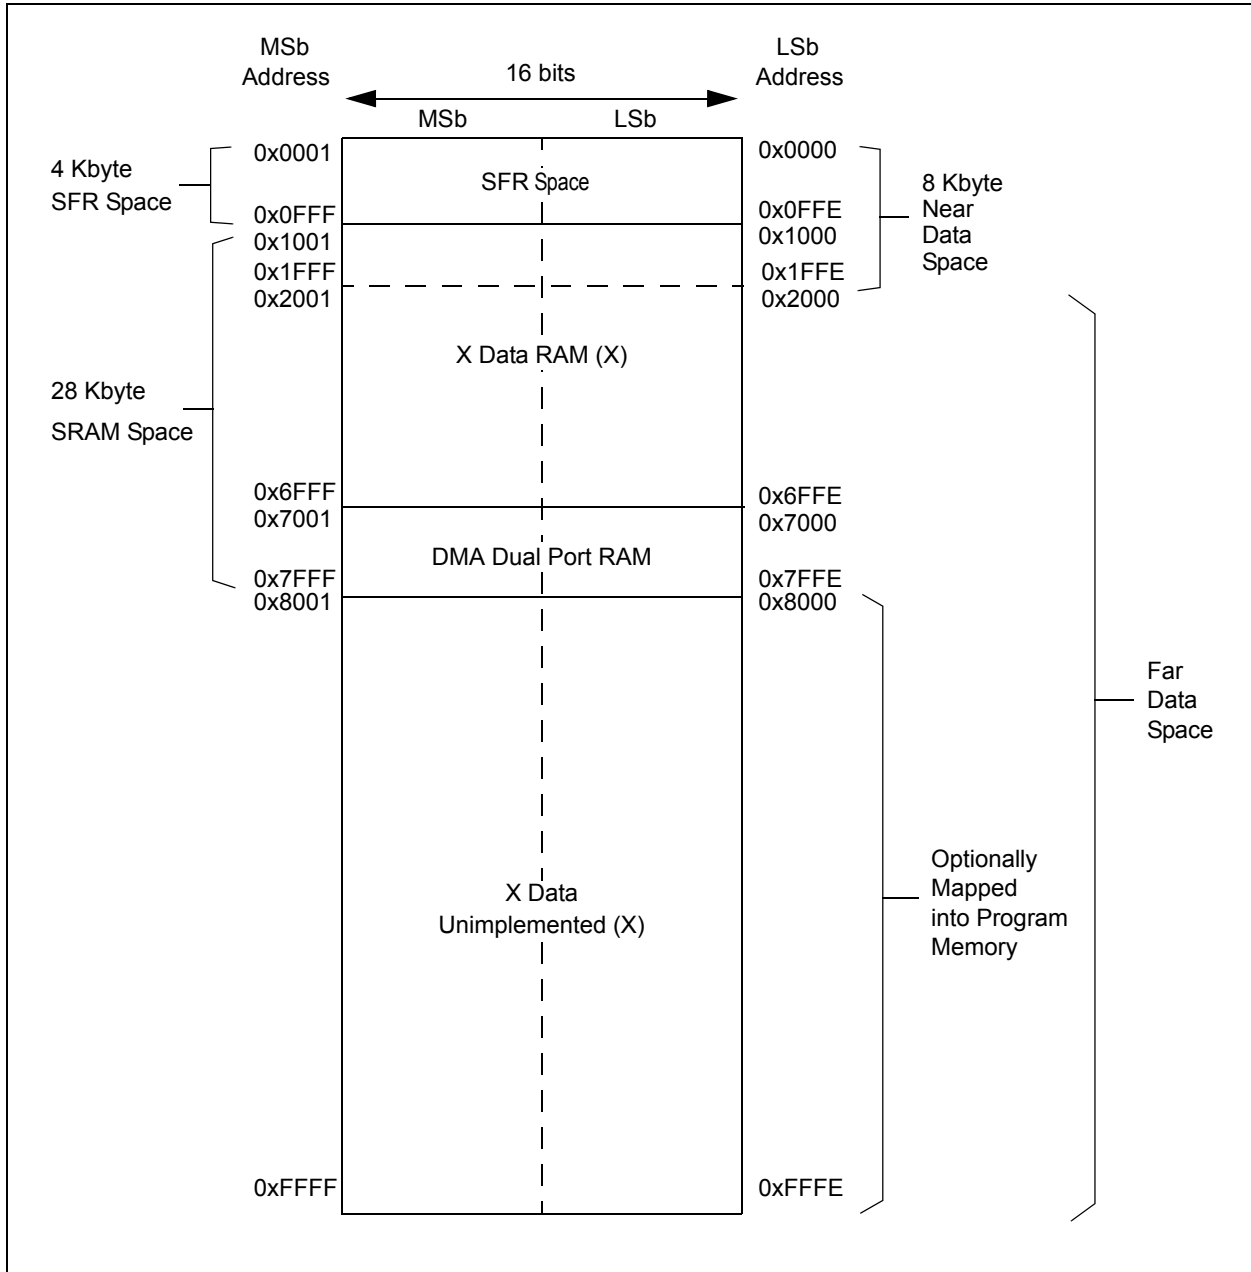 MSb
Address
16 bits
LSb
Address
MSb
LSb
0x0001
0x0000
4 Kbyte
SFR Space
SFR Space
8 Kbyte
Near
Data
Space
0x0FFF
0x0FFE
0x1001
0x1000
0x1FFF
0x1FFE
0x2001
0x2000
X Data RAM (X)
28 Kbyte
SRAM Space
0x6FFF
0x6FFE
0x7001
0x7000
DMA Dual Port RAM
0x7FFF
0x7FFE
0x8001
0x8000
Far
Data
Space
X Data
Unimplemented (X)
Optionally
Mapped
into Program
Memory
0xFFFF
0xFFFE